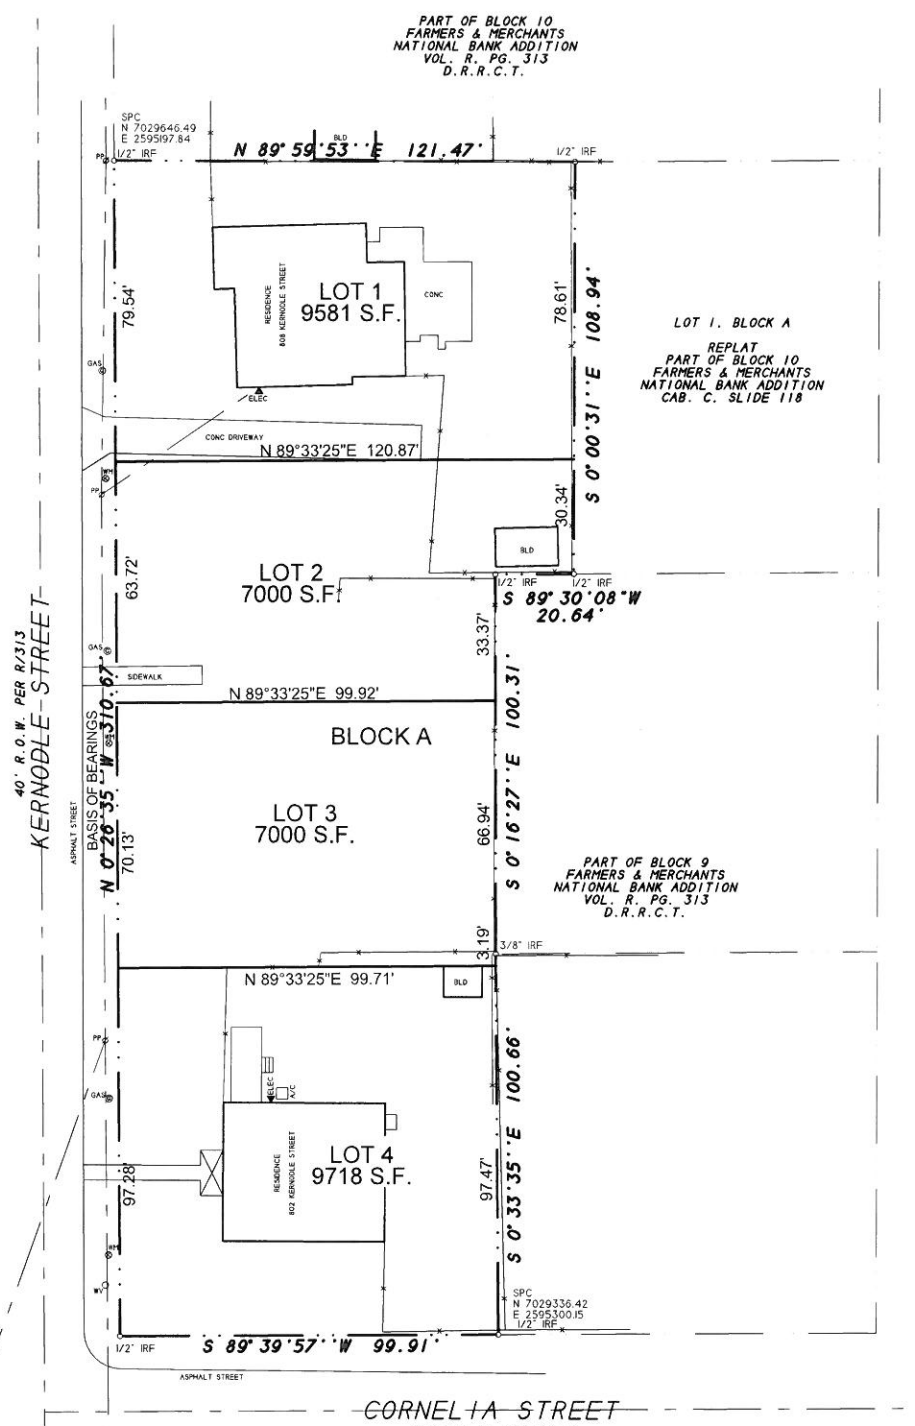 PART OF BLOCK 10
FARMERS & MERCHANTS
NATIONAL BANK ADDITION
VOL. R, PG. 313
D.R.R.C.T.
SPC
N 7029646.49
E 2595197.84
PP
1/2" IRF
N 89°59'53''E 121.47'
BLD
1/2" IRF
79.54'
RESIDENCE
808 KERNODLE STREET
LOT 1
9581 S.F.
CONC
78.61'
S 0°00'31''E 108.94'
LOT 1, BLOCK A
REPLAT
PART OF BLOCK 10
FARMERS & MERCHANTS
NATIONAL BANK ADDITION
CAB. C, SLIDE 118
GAS
ELEC
CONC DRIVEWAY
N 89°33'25"E 120.87'
WM
PP
30.34'
BLD
63.72'
LOT 2
7000 S.F.
1/2" IRF
1/2" IRF
S 89°30'08"W
20.64'
33.37'
GAS
SIDEWALK
N 89°33'25"E 99.92'
40' R.O.W. PER R/313
KERNODLE STREET
ASPHALT STREET
BASIS OF BEARINGS
N 0°26'35''W 310.67'
BLOCK A
S 0°16'27''E 100.31'
LOT 3
7000 S.F.
70.13'
66.94'
PART OF BLOCK 9
FARMERS & MERCHANTS
NATIONAL BANK ADDITION
VOL. R, PG. 313
D.R.R.C.T.
3.19'
3/8" IRF
N 89°33'25"E 99.71'
BLD
PP
GAS
ELEC
A/C
S 0°33'35''E 100.66'
RESIDENCE
802 KERNODLE STREET
LOT 4
9718 S.F.
97.28'
97.47'
WM
WV
SPC
N 7029336.42
E 2595300.15
1/2" IRF
1/2" IRF
S 89°39'57''W 99.91'
ASPHALT STREET
CORNELIA STREET